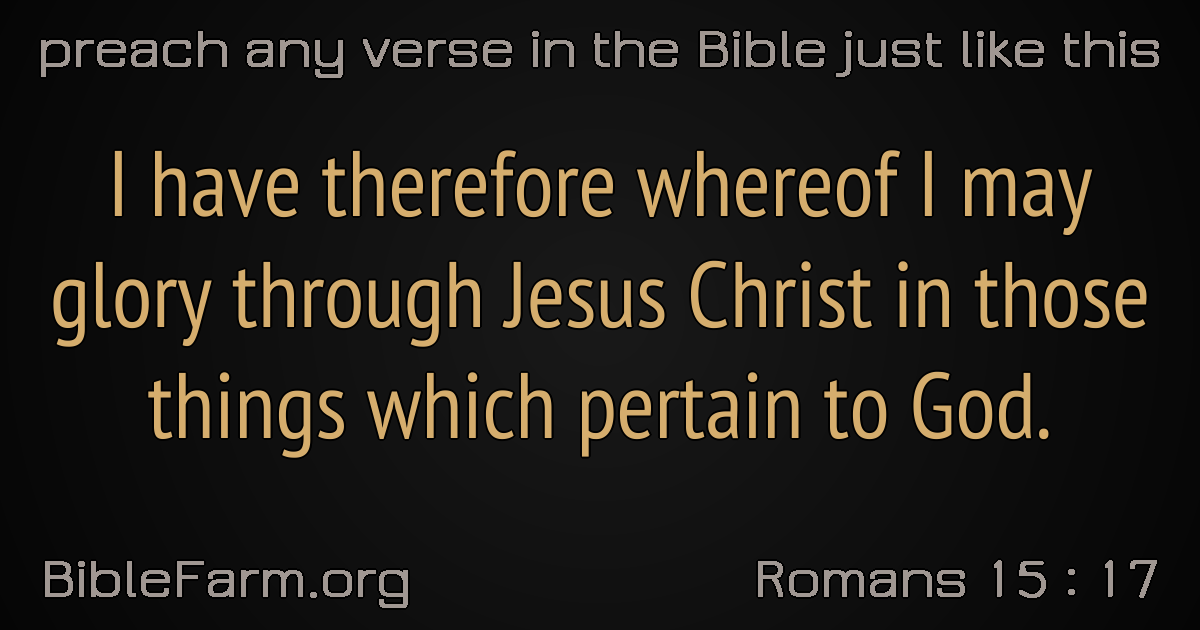 preach any verse in the Bible just like this
I have therefore whereof I may
glory through Jesus Christ in those
things which pertain to God.
BibleFarm.org
Romans 15 : 17